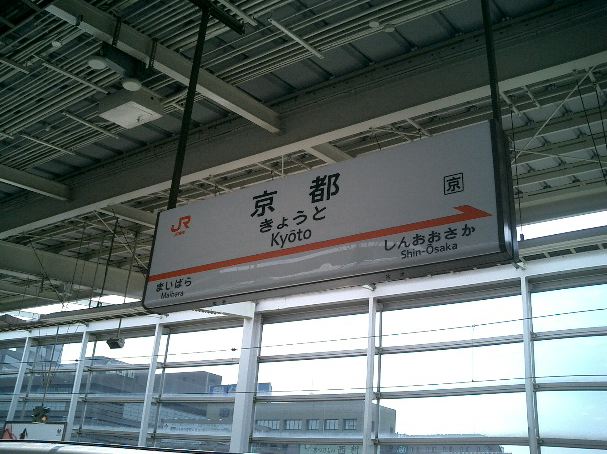 JR
京都
京
きょうと
Kyōto
まいばら
Maibara
しんおおさか
Shin-Ōsaka